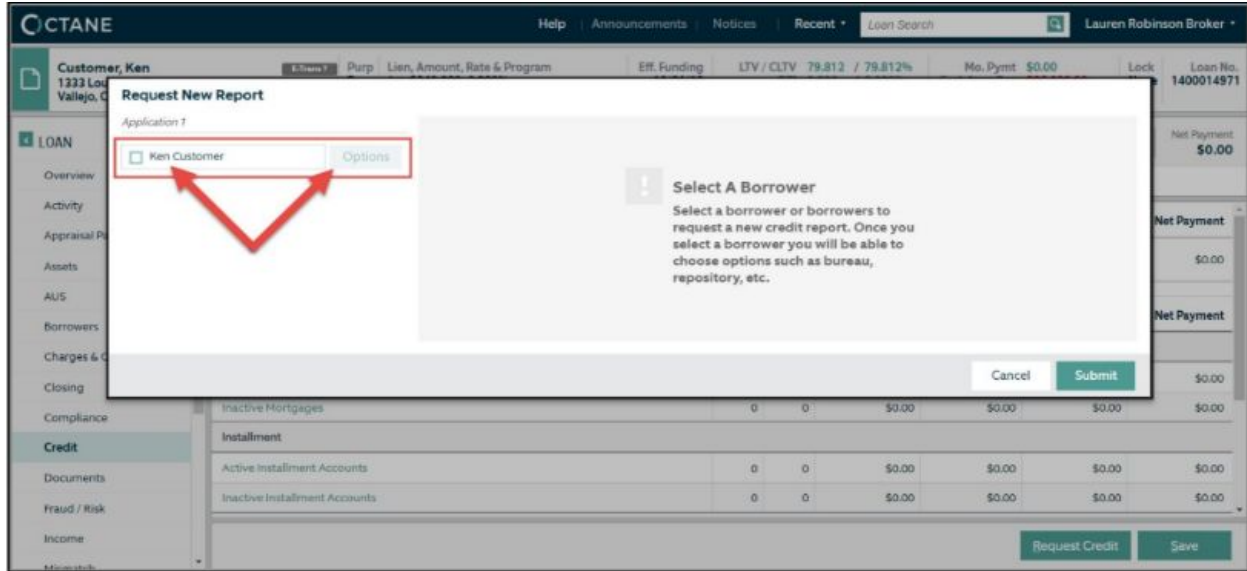 OCTANE
Help Announcements Notices Recent Loan Search Lauren Robinson Broker
Customer, Ken Purp Lien, Amount, Rate & Program Eff. Funding LTV / CLTV 79.812 / 79.812% Mo. Pymt $0.00 Lock Loan No.
1333 Lou 1400014971
Vallejo, C
Request New Report
Application 1
Ken Customer Options
Select A Borrower
Select a borrower or borrowers to
request a new credit report. Once you
select a borrower you will be able to
choose options such as bureau,
repository, etc.
Cancel Submit
LOAN
Overview
Activity
Appraisal
Assets
AUS
Borrowers
Charges &
Closing
Compliance
Credit
Documents
Fraud / Risk
Income
Net Payment
$0.00
Net Payment
$0.00
Net Payment
$0.00
Inactive Mortgages 0 0 $0.00 $0.00 $0.00 $0.00
Installment
Active Installment Accounts 0 0 $0.00 $0.00 $0.00 $0.00
Inactive Installment Accounts 0 0 $0.00 $0.00 $0.00 $0.00
Request Credit Save